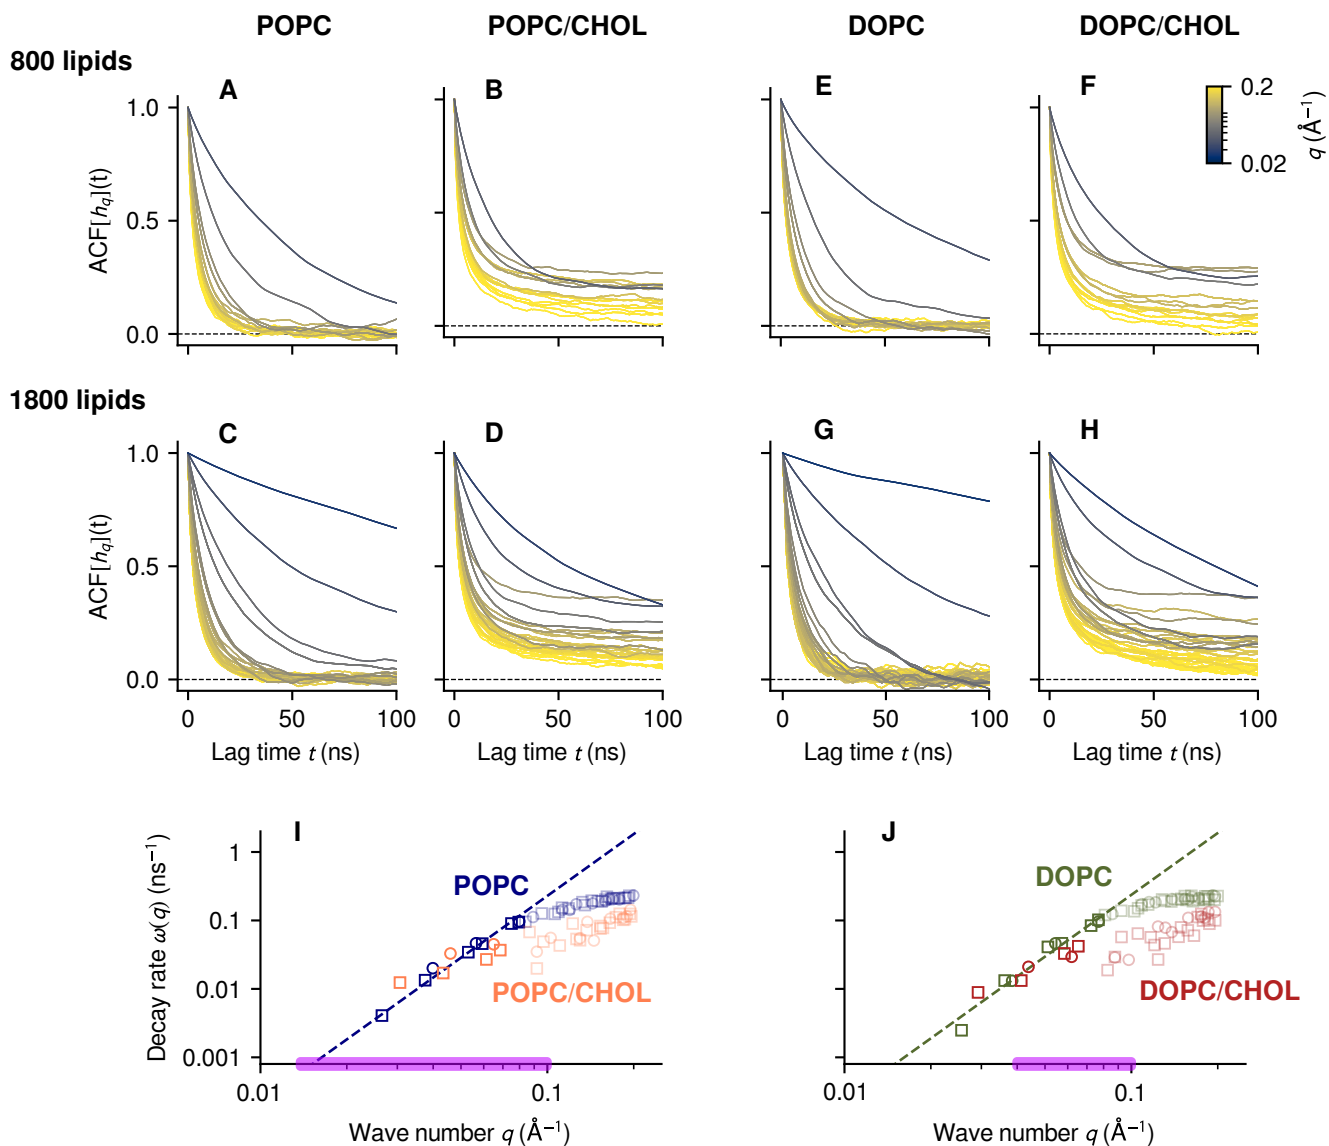 POPC POPC/CHOL DOPC DOPC/CHOL
800 lipids
A B E F
1.0
0.5
0.0
ACF[hq](t)
0.2
0.02
q (Å−1)
1800 lipids
C D G H
1.0
0.5
0.0
ACF[hq](t)
0 50 100 0 50 100 0 50 100 0 50 100
Lag time t (ns) Lag time t (ns) Lag time t (ns) Lag time t (ns)
I
Decay rate ω(q) (ns−1)
1
0.1
0.01
0.001
POPC
POPC/CHOL
0.01 0.1
Wave number q (Å−1)
J
DOPC
DOPC/CHOL
0.01 0.1
Wave number q (Å−1)